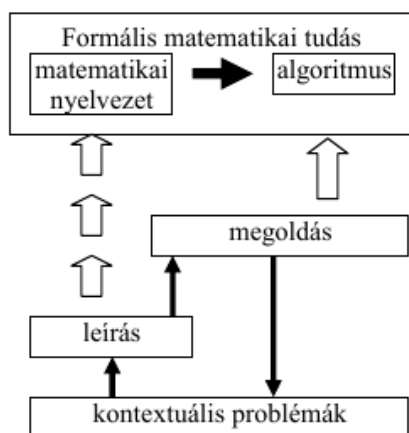 Formális matematikai tudás
matematikai
nyelvezet
algoritmus
megoldás
leírás
kontextuális problémák